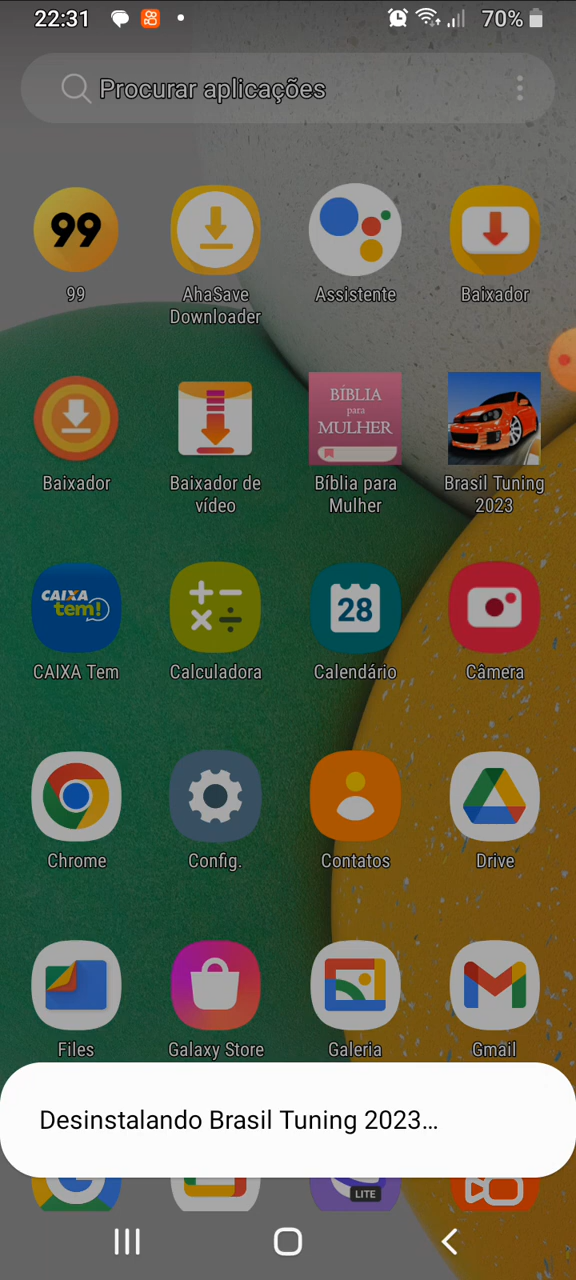 22:31
70%
Procurar aplicações
99
99
AhaSave
Downloader
Assistente
Baixador
BÍBLIA
para
MULHER
Baixador
Baixador de
vídeo
Bíblia para
Mulher
Brasil Tuning
2023
CAIXA
tem!
28
CAIXA Tem
Calculadora
Calendário
Câmera
Chrome
Config.
Contatos
Drive
Files
Galaxy Store
Galeria
Gmail
Desinstalando Brasil Tuning 2023...
LITE